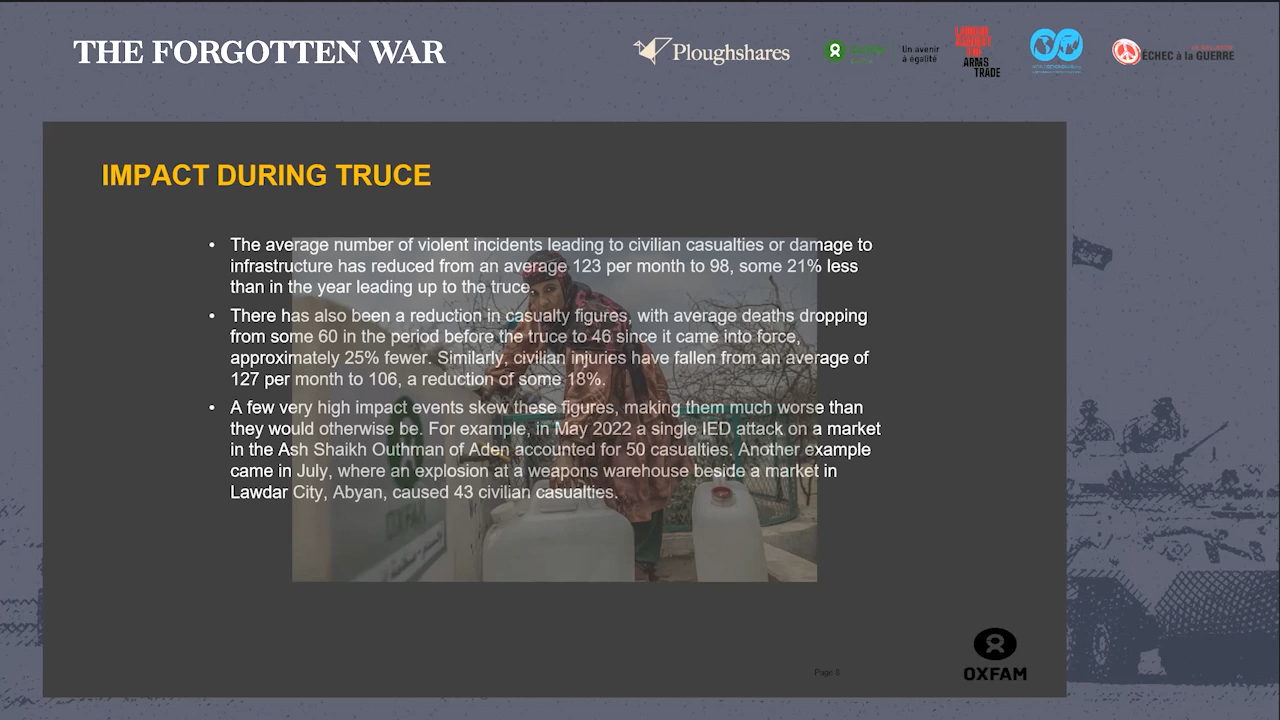 THE FORGOTTEN WAR
Ploughshares
Un avenir
à égalité
LABOUR
AGAINST
THE
ARMS
TRADE
ÉCHEC à la GUERRE
IMPACT DURING TRUCE
• The average number of violent incidents leading to civilian casualties or damage to
infrastructure has reduced from an average 123 per month to 98, some 21% less
than in the year leading up to the truce.
• There has also been a reduction in casualty figures, with average deaths dropping
from some 60 in the period before the truce to 46 since it came into force,
approximately 25% fewer. Similarly, civilian injuries have fallen from an average of
127 per month to 106, a reduction of some 18%.
• A few very high impact events skew these figures, making them much worse than
they would otherwise be. For example, in May 2022 a single IED attack on a market
in the Ash Shaikh Outhman of Aden accounted for 50 casualties. Another example
came in July, where an explosion at a weapons warehouse beside a market in
Lawdar City, Abyan, caused 43 civilian casualties.
OXFAM
Page 8
OXFAM